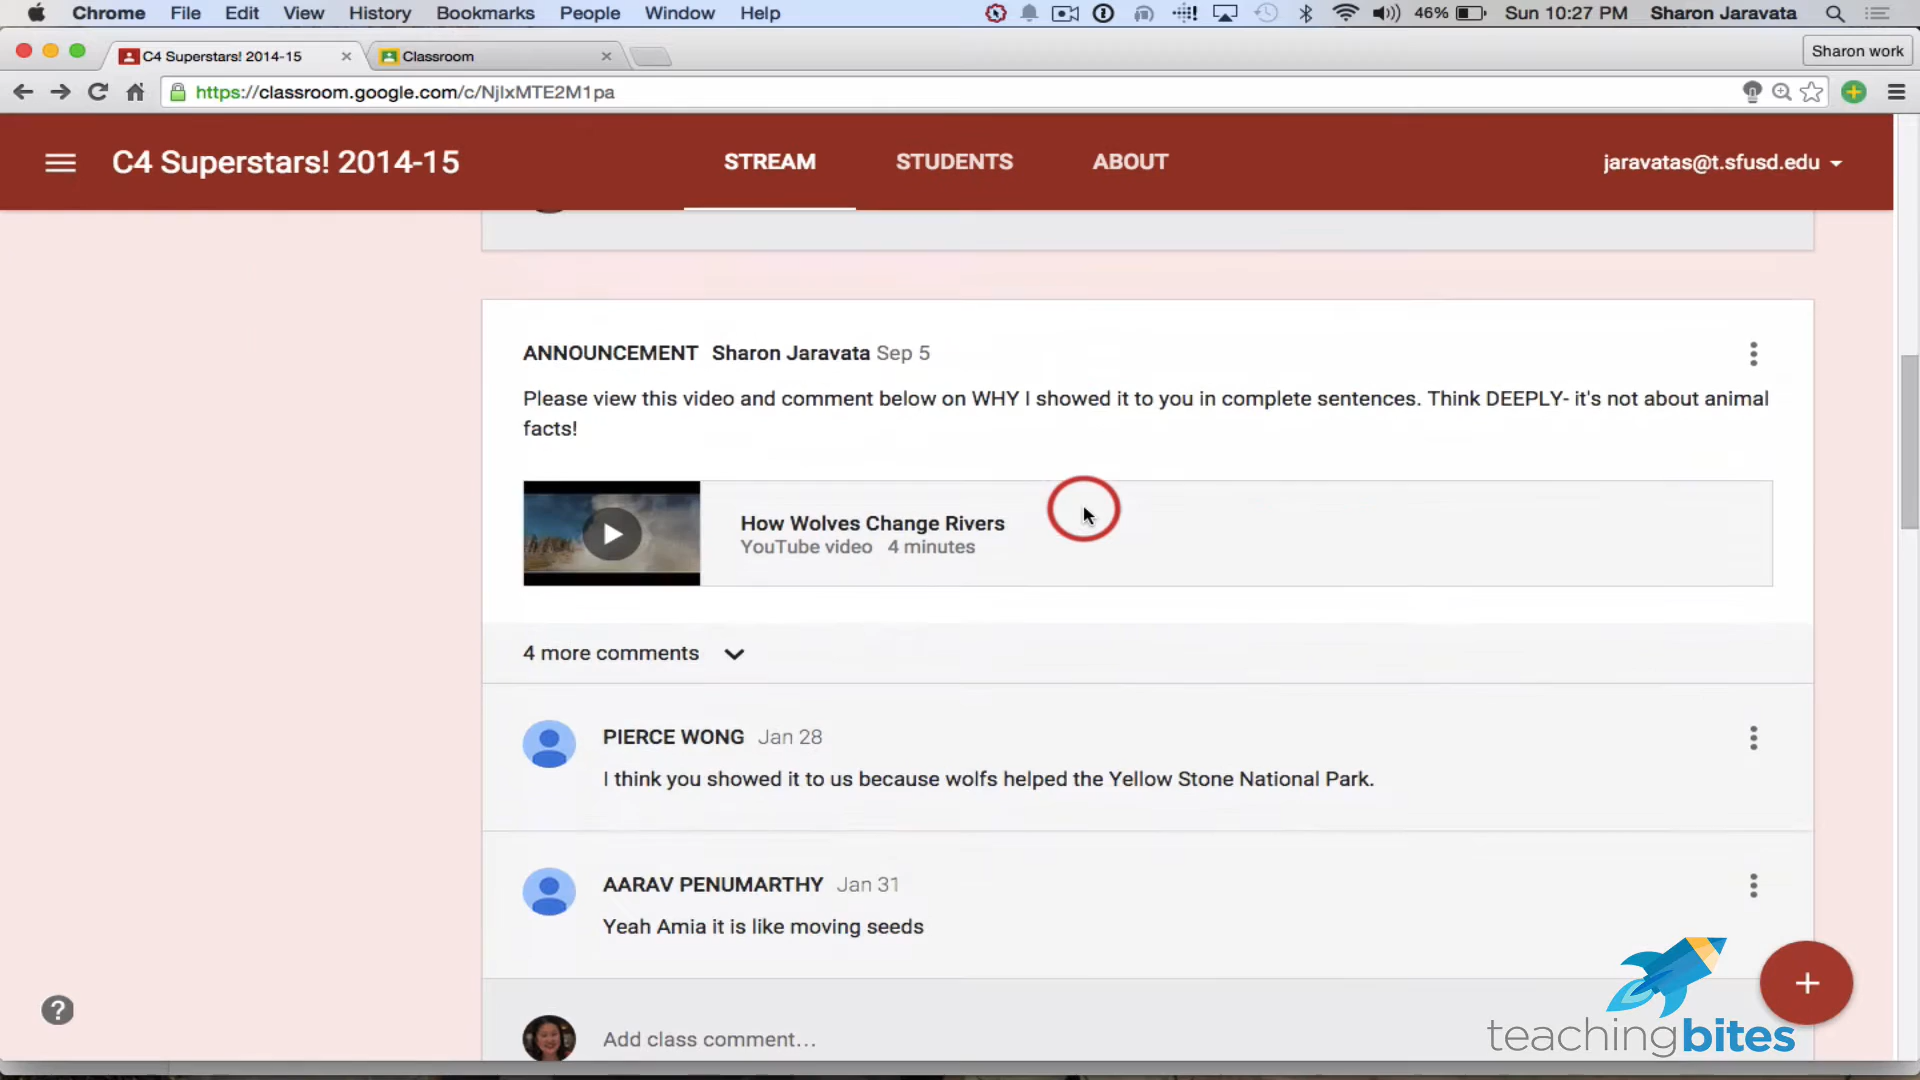 Chrome File Edit View History Bookmarks People Window Help 46% Sun 10:27 PM Sharon Jaravata
C4 Superstars! 2014-15 Classroom Sharon work
https://classroom.google.com/c/NjIxMTE2M1pa
C4 Superstars! 2014-15 STREAM STUDENTS ABOUT jaravatas@t.sfusd.edu
ANNOUNCEMENT Sharon Jaravata Sep 5
Please view this video and comment below on WHY I showed it to you in complete sentences. Think DEEPLY- it's not about animal
facts!
How Wolves Change Rivers
YouTube video 4 minutes
4 more comments
PIERCE WONG Jan 28
I think you showed it to us because wolfs helped the Yellow Stone National Park.
AARAV PENUMARTHY Jan 31
Yeah Amia it is like moving seeds
+
?
Add class comment...
teachingbites